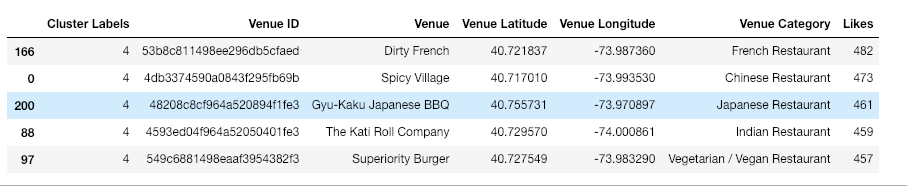 Cluster Labels Venue ID Venue Venue Latitude Venue Longitude Venue Category Likes
166 4 53b8c811498ee296db5cfaed Dirty French 40.721837 -73.987360 French Restaurant 482
0 4 4db3374590a0843f295fb69b Spicy Village 40.717010 -73.993530 Chinese Restaurant 473
200 4 48208c8cf964a520894f1fe3 Gyu-Kaku Japanese BBQ 40.755731 -73.970897 Japanese Restaurant 461
88 4 4593ed04f964a52050401fe3 The Kati Roll Company 40.729570 -74.000861 Indian Restaurant 459
97 4 549c6881498eaaf3954382f3 Superiority Burger 40.727549 -73.983290 Vegetarian / Vegan Restaurant 457